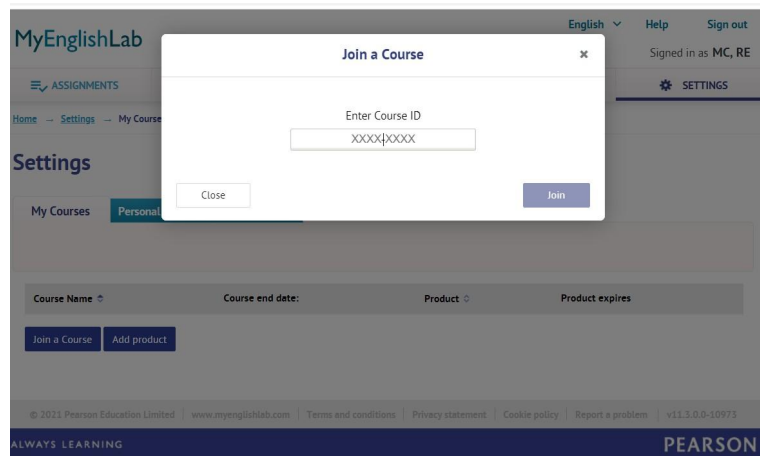 English Help Sign out
MyEnglishLab
Signed in as MC, RE
Join a Course
ASSIGNMENTS
SETTINGS
Home → Settings → My Course
Enter Course ID
XXXX-XXXX
Settings
Close
Join
My Courses
Personal
Course Name Course end date: Product Product expires
Join a Course Add product
© 2021 Pearson Education Limited | www.myenglishlab.com | Terms and conditions | Privacy statement | Cookie policy | Report a problem | v11.3.0.0-10973
ALWAYS LEARNING
PEARSON